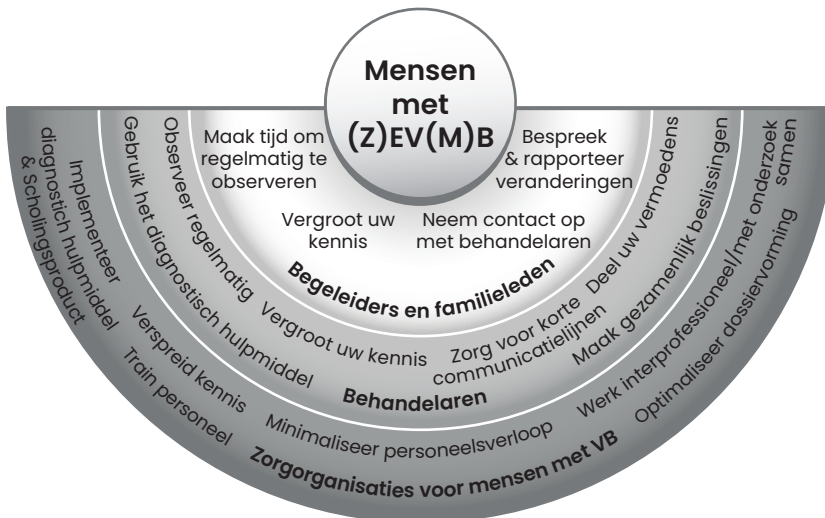 Mensen
met
(Z)EV(M)B
Maak tijd om
regelmatig te
observeren
Bespreek
& rapporteer
veranderingen
Vergroot uw
kennis
Neem contact op
met behandelaren
Begeleiders en familieleden
Observeer regelmatig
Gebruik het diagnostisch hulpmiddel
Vergroot uw kennis
Zorg voor korte
communicatielijnen
Deel uw vermoedens
Maak gezamenlijk beslissingen
Behandelaren
Implementeer
diagnostich hulpmiddel
& Scholingsproduct
Verspreid kennis
Train personeel
Minimaliseer personeelsverloop
Werk interprofessioneel/met onderzoek
samen
Optimaliseer dossiervorming
Zorgorganisaties voor mensen met VB